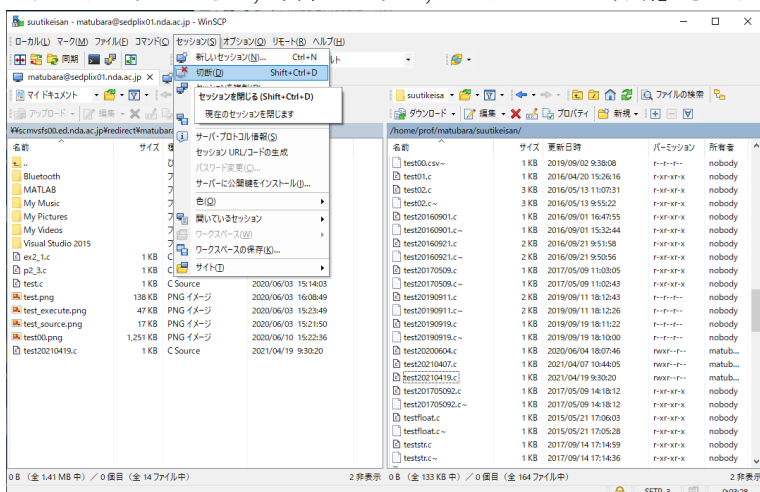 suutikeisan - matubara@sedplix01.nda.ac.jp - WinSCP
ローカル(L) マーク(M) ファイル(F) コマンド(C) セッション(S) オプション(O) リモート(R) ヘルプ(H)
同期
新しいセッション(N)... Ctrl+N
切断(D) Shift+Ctrl+D
セッションを閉じる (Shift+Ctrl+D)
現在のセッションを閉じます
サーバ・プロトコル情報(S)
セッション URL/コードの生成
パスワード変更(C)...
サーバーに公開鍵をインストール(I)...
色(O)
開いているセッション
ワークスペース(W)
ワークスペースの保存(K)...
サイト(T)
matubara@sedplix01.nda.ac.jp
マイ ドキュメント
アップロード 編集
¥¥scmvsfs00.ed.nda.ac.jp¥redirect¥matubar
名前 サイズ
..
Bluetooth
MATLAB
My Music
My Pictures
My Videos
Visual Studio 2015
ex2_1.c 1 KB
p2_3.c 1 KB
test.c 1 KB C Source 2020/06/03 15:14:03
test.png 138 KB PNG イメージ 2020/06/03 16:08:49
test_execute.png 47 KB PNG イメージ 2020/06/03 15:23:49
test_source.png 17 KB PNG イメージ 2020/06/03 15:21:50
test00.png 1,251 KB PNG イメージ 2020/06/10 15:22:36
test20210419.c 1 KB C Source 2021/04/19 9:30:20
0 B (全 1.41 MB 中) / 0 個目 (全 14 ファイル中) 2 非表示
suutikeisa ファイルの検索
ダウンロード 編集 プロパティ 新規
/home/prof/matubara/suutikeisan/
名前 サイズ 更新日時 パーミッション 所有者
test00.csv~ 1 KB 2019/09/02 9:38:08 r--r--r-- nobody
test01.c 1 KB 2016/04/20 15:26:16 r-xr-xr-x nobody
test02.c 3 KB 2016/05/13 11:07:31 r-xr-xr-x nobody
test02.c~ 3 KB 2016/05/13 9:55:22 r-xr-xr-x nobody
test20160901.c 1 KB 2016/09/01 16:47:55 r-xr-xr-x nobody
test20160901.c~ 1 KB 2016/09/01 15:32:44 r-xr-xr-x nobody
test20160921.c 2 KB 2016/09/21 9:51:58 r-xr-xr-x nobody
test20160921.c~ 2 KB 2016/09/21 9:50:56 r-xr-xr-x nobody
test20170509.c 1 KB 2017/05/09 11:03:05 r-xr-xr-x nobody
test20170509.c~ 1 KB 2017/05/09 11:02:43 r-xr-xr-x nobody
test20190911.c 2 KB 2019/09/11 18:12:43 r--r--r-- nobody
test20190911.c~ 2 KB 2019/09/11 18:12:26 r--r--r-- nobody
test20190919.c 1 KB 2019/09/19 18:11:22 r--r--r-- nobody
test20190919.c~ 1 KB 2019/09/19 18:10:00 r--r--r-- nobody
test20200604.c 1 KB 2020/06/04 18:07:46 rwxr--r-- matub...
test20210407.c 1 KB 2021/04/07 10:44:05 rwxr--r-- matub...
test20210419.c 1 KB 2021/04/19 9:30:20 rwxr--r-- matub...
test201705092.c 1 KB 2017/05/09 14:18:12 r-xr-xr-x nobody
test201705092.c~ 1 KB 2017/05/09 14:18:12 r-xr-xr-x nobody
testfloat.c 1 KB 2015/05/21 17:06:03 r-xr-xr-x nobody
testfloat.c~ 1 KB 2015/05/21 17:05:28 r-xr-xr-x nobody
teststr.c 1 KB 2017/09/14 17:14:59 r-xr-xr-x nobody
teststr.c~ 1 KB 2017/09/14 17:14:36 r-xr-xr-x nobody
0 B (全 133 KB 中) / 0 個目 (全 164 ファイル中) 2 非表示